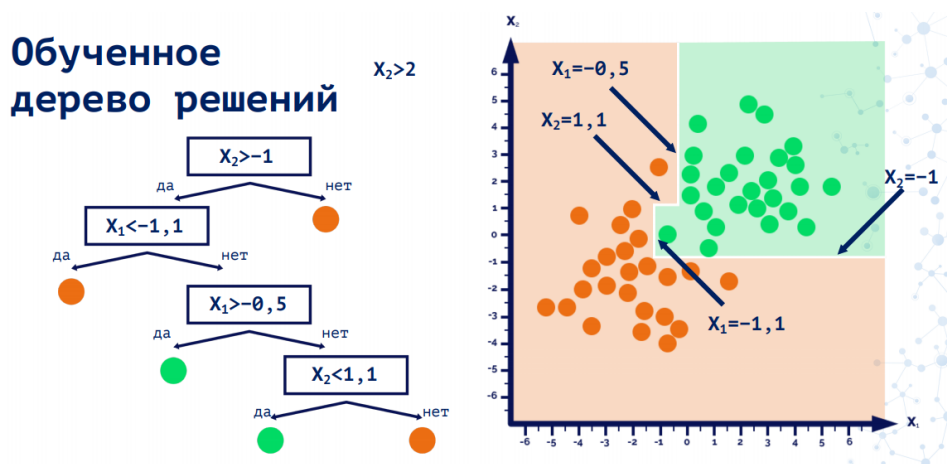 Обученное
дерево решений
X₂>2
X₂>−1
да
нет
X₁<−1,1
да
нет
X₁>−0,5
да
нет
X₂<1,1
да
нет
X₂
X₁=−0,5
X₂=1,1
X₂=−1
X₁=−1,1
6
5
4
3
2
1
0
-1
-2
-3
-4
-5
-6
-6 -5 -4 -3 -2 -1 0 1 2 3 4 5 6
X₁